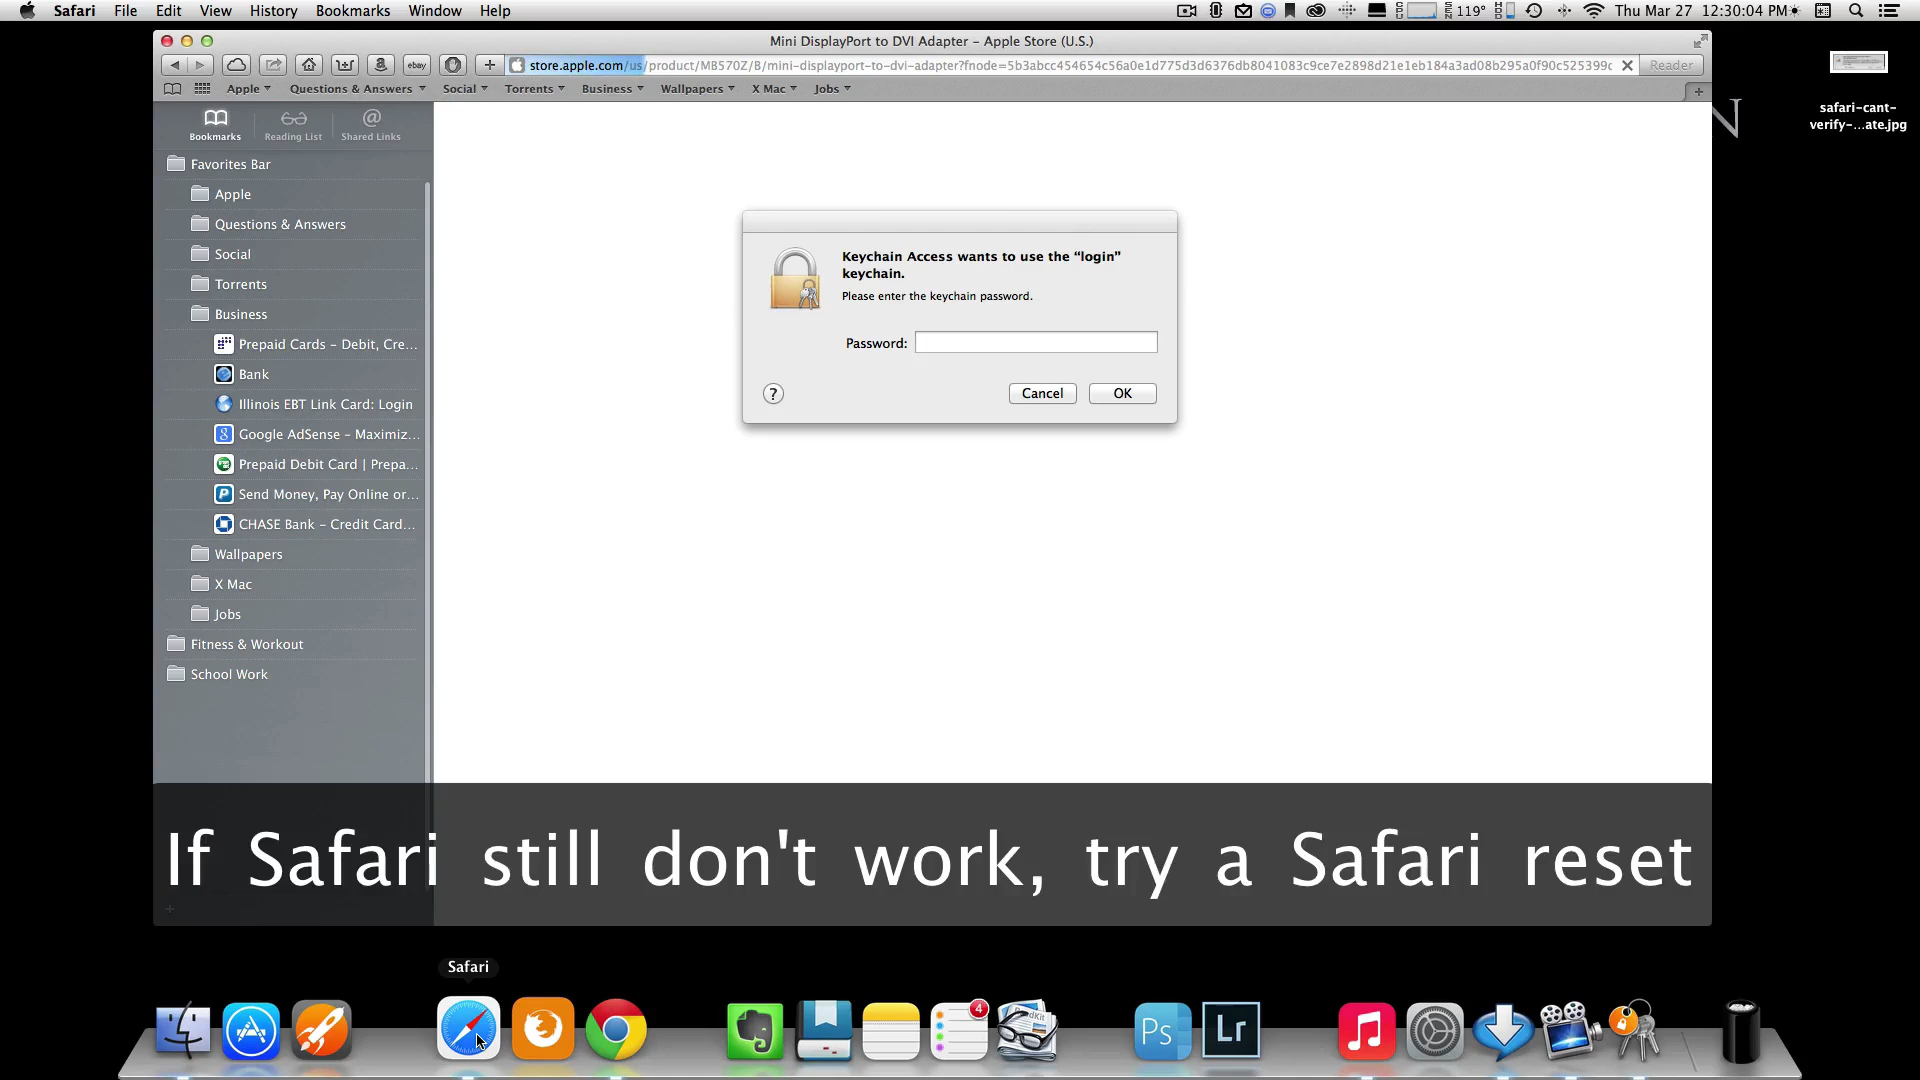 Safari File Edit View History Bookmarks Window Help
119° Thu Mar 27 12:30:04 PM
Mini DisplayPort to DVI Adapter – Apple Store (U.S.)
ebay store.apple.com/us/product/MB570Z/B/mini-displayport-to-dvi-adapter?fnode=5b3abcc454654c56a0e1d775d3d6376db8041083c9ce7e2898d21e1eb184a3ad08b295a0f90c525399c Reader
Apple Questions & Answers Social Torrents Business Wallpapers X Mac Jobs
Bookmarks Reading List Shared Links
safari-cant-
verify-...ate.jpg
Favorites Bar
Apple
Questions & Answers
Social
Torrents
Business
Prepaid Cards – Debit, Cre...
Bank
Illinois EBT Link Card: Login
Google AdSense – Maximiz...
Prepaid Debit Card | Prepa...
Send Money, Pay Online or...
CHASE Bank – Credit Card...
Wallpapers
X Mac
Jobs
Fitness & Workout
School Work
Keychain Access wants to use the “login”
keychain.
Please enter the keychain password.
Password:
? Cancel OK
If Safari still don't work, try a Safari reset
Safari
4
Ps Lr